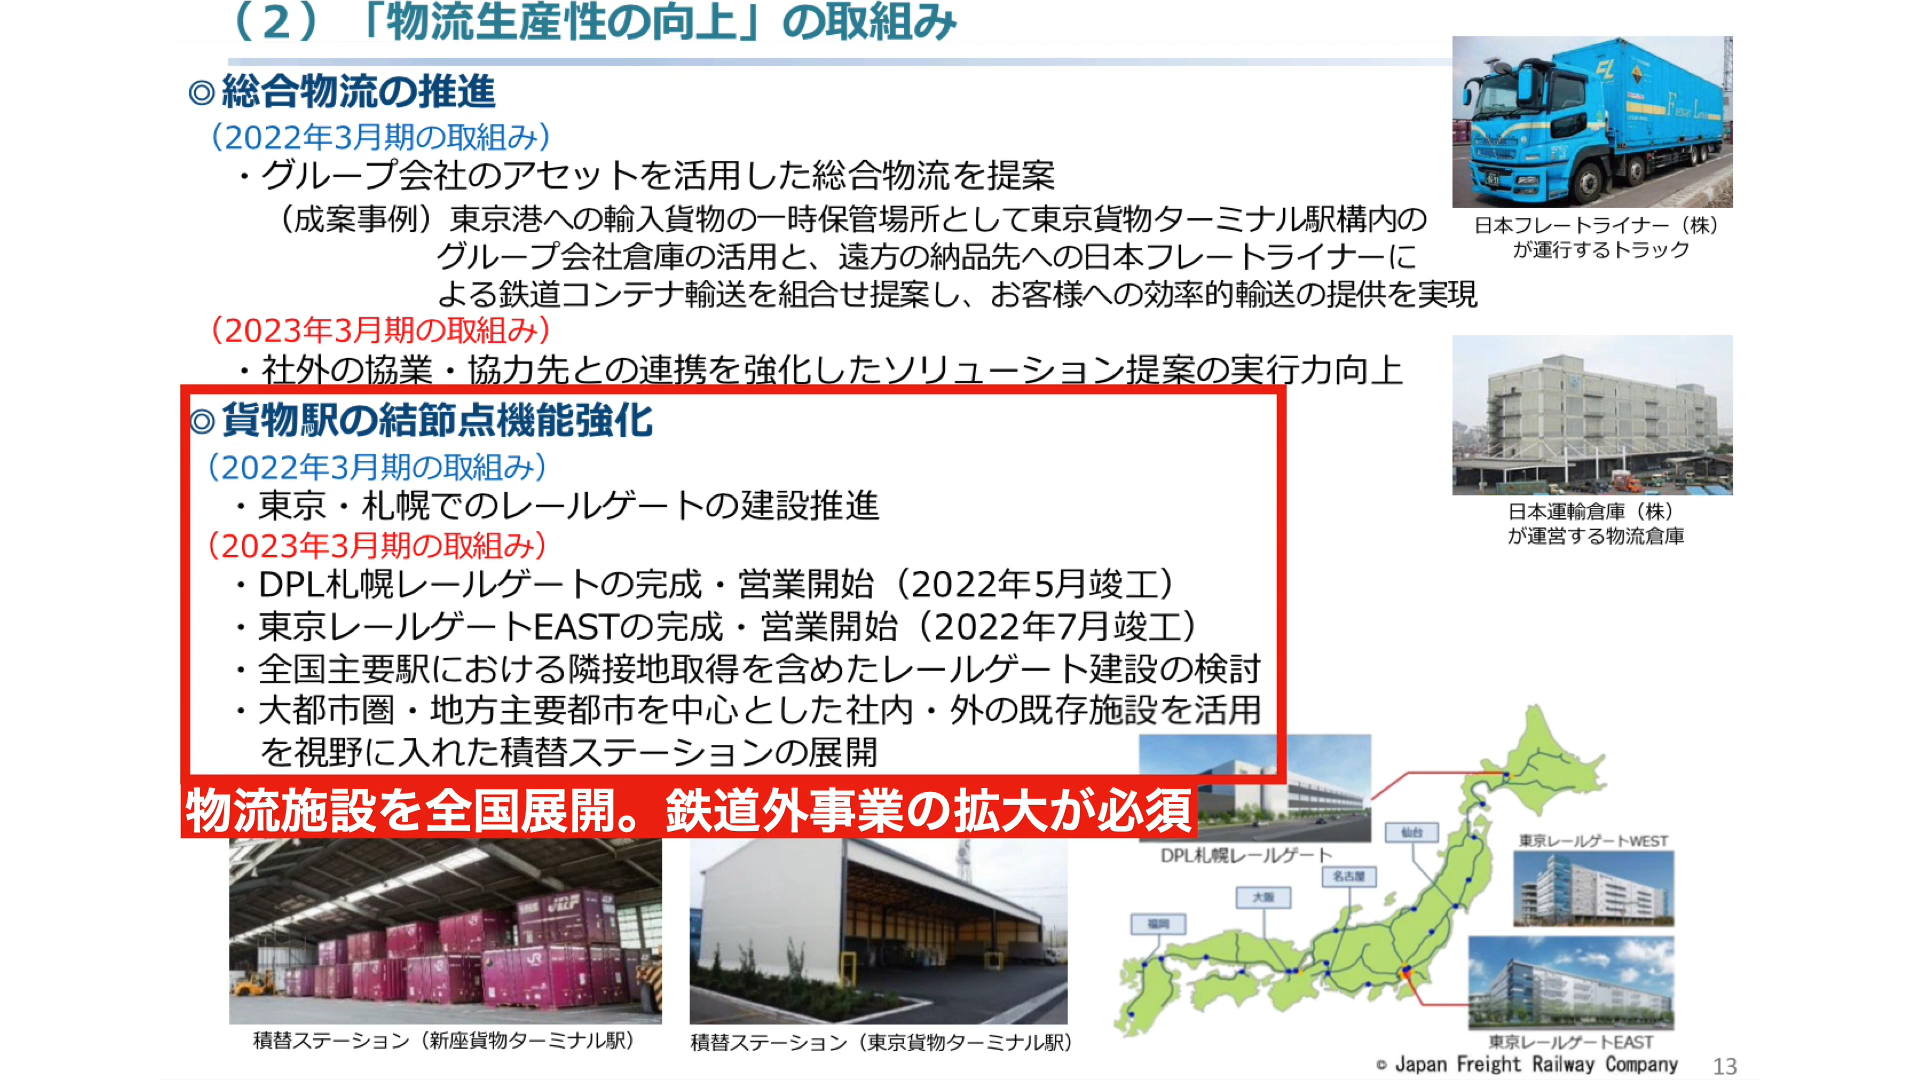 （２）「物流生産性の向上」の取組み
◎総合物流の推進
（2022年3月期の取組み）
・グループ会社のアセットを活用した総合物流を提案
（成案事例）東京港への輸入貨物の一時保管場所として東京貨物ターミナル駅構内の
グループ会社倉庫の活用と、遠方の納品先への日本フレートライナーに
よる鉄道コンテナ輸送を組合せ提案し、お客様への効率的輸送の提供を実現
（2023年3月期の取組み）
・社外の協業・協力先との連携を強化したソリューション提案の実行力向上
日本フレートライナー（株）
が運行するトラック
◎貨物駅の結節点機能強化
（2022年3月期の取組み）
・東京・札幌でのレールゲートの建設推進
（2023年3月期の取組み）
・DPL札幌レールゲートの完成・営業開始（2022年5月竣工）
・東京レールゲートEASTの完成・営業開始（2022年7月竣工）
・全国主要駅における隣接地取得を含めたレールゲート建設の検討
・大都市圏・地方主要都市を中心とした社内・外の既存施設を活用
を視野に入れた積替ステーションの展開
日本運輸倉庫（株）
が運営する物流倉庫
物流施設を全国展開。鉄道外事業の拡大が必須
DPL札幌レールゲート
仙台
名古屋
大阪
福岡
東京レールゲートWEST
東京レールゲートEAST
JR
積替ステーション（新座貨物ターミナル駅）
積替ステーション（東京貨物ターミナル駅）
© Japan Freight Railway Company
13